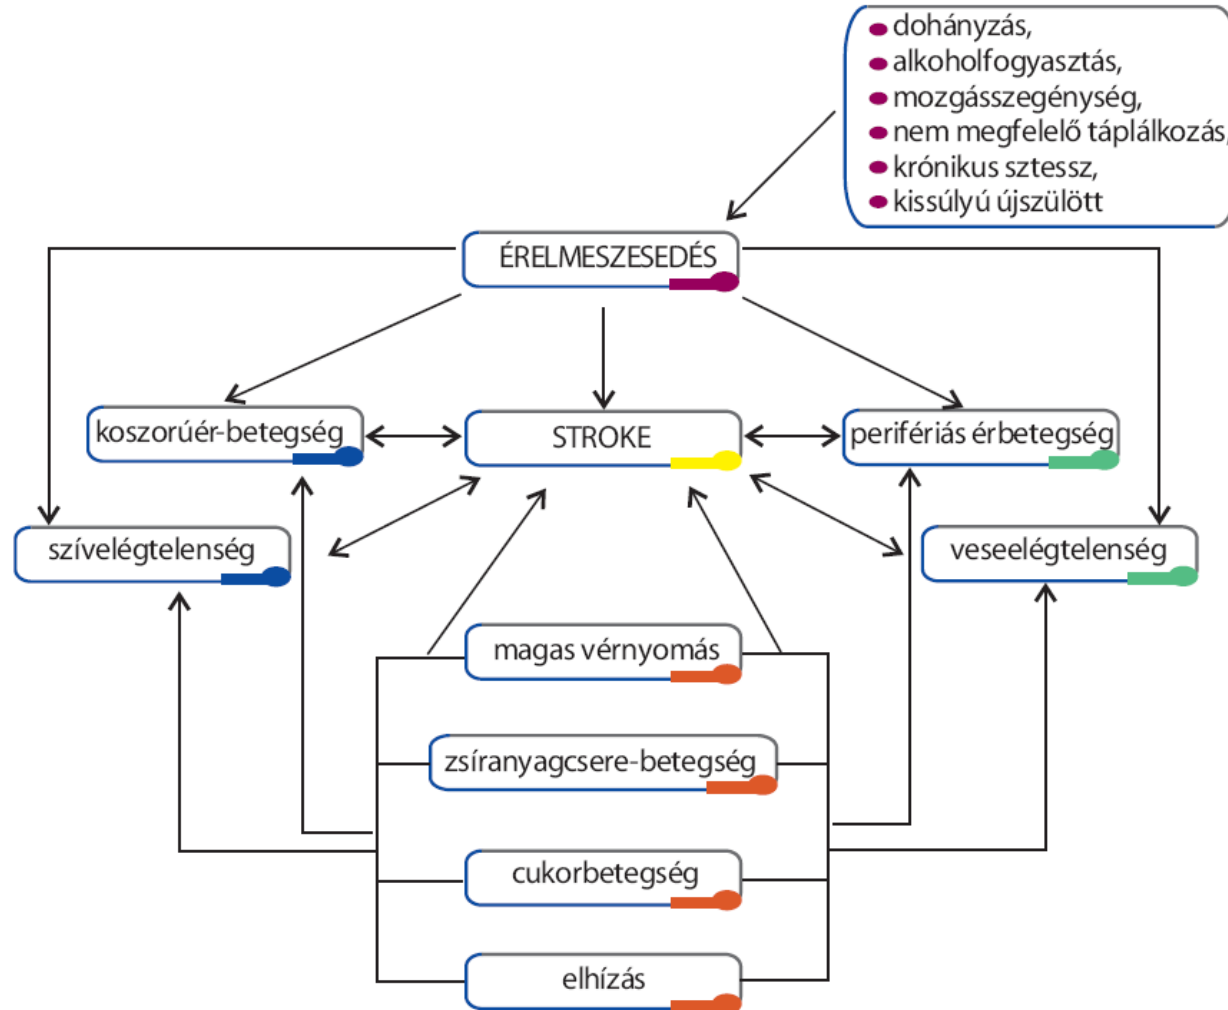 dohányzás,
alkoholfogyasztás,
mozgásszegénység,
nem megfelelő táplálkozás,
krónikus sztessz,
kissúlyú újszülött
ÉRELMESZESEDÉS
koszorúér-betegség
STROKE
perifériás érbetegség
szívelégtelenség
veseelégtelenség
magas vérnyomás
zsíranyagcsere-betegség
cukorbetegség
elhízás